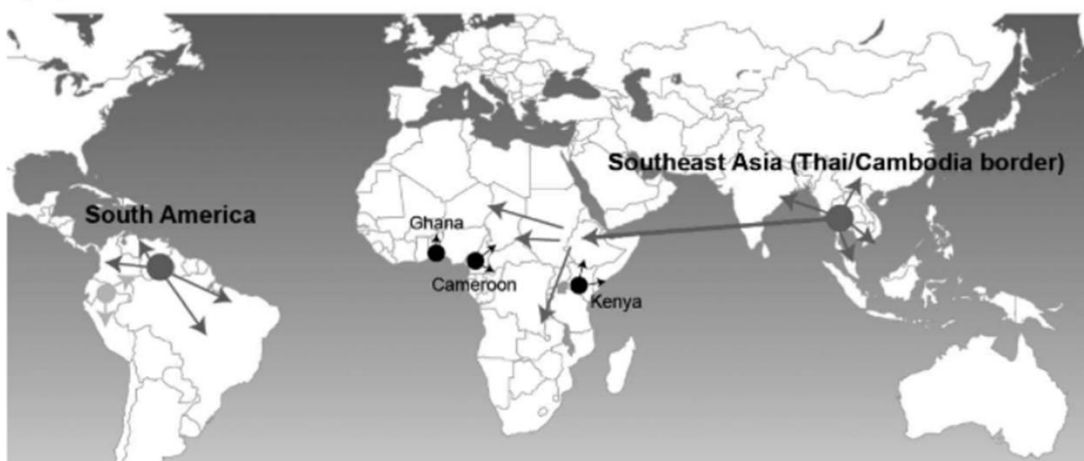 Southeast Asia (Thai/Cambodia border)
South America
Ghana
Cameroon
Kenya